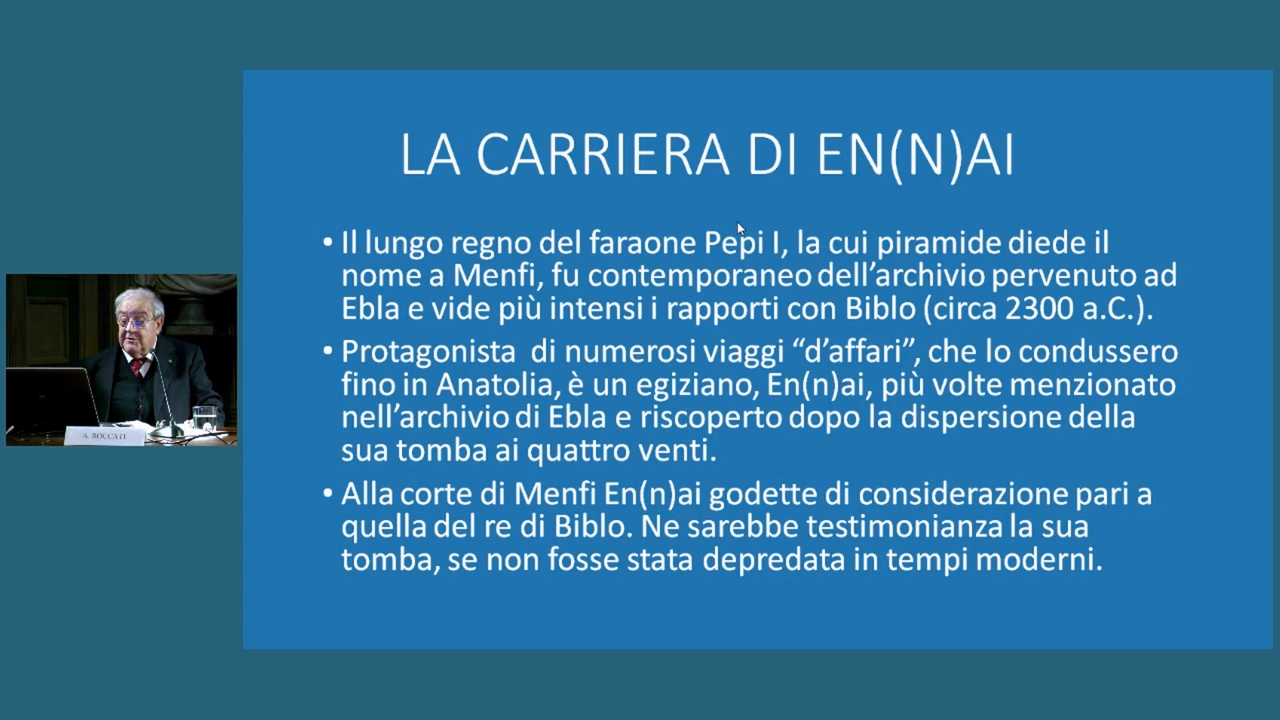 LA CARRIERA DI EN(N)AI
• Il lungo regno del faraone Pepi I, la cui piramide diede il
nome a Menfi, fu contemporaneo dell’archivio pervenuto ad
Ebla e vide più intensi i rapporti con Biblo (circa 2300 a.C.).
• Protagonista di numerosi viaggi “d’affari”, che lo condussero
fino in Anatolia, è un egiziano, En(n)ai, più volte menzionato
nell’archivio di Ebla e riscoperto dopo la dispersione della
sua tomba ai quattro venti.
• Alla corte di Menfi En(n)ai godette di considerazione pari a
quella del re di Biblo. Ne sarebbe testimonianza la sua
tomba, se non fosse stata depredata in tempi moderni.
A. ROCCATI